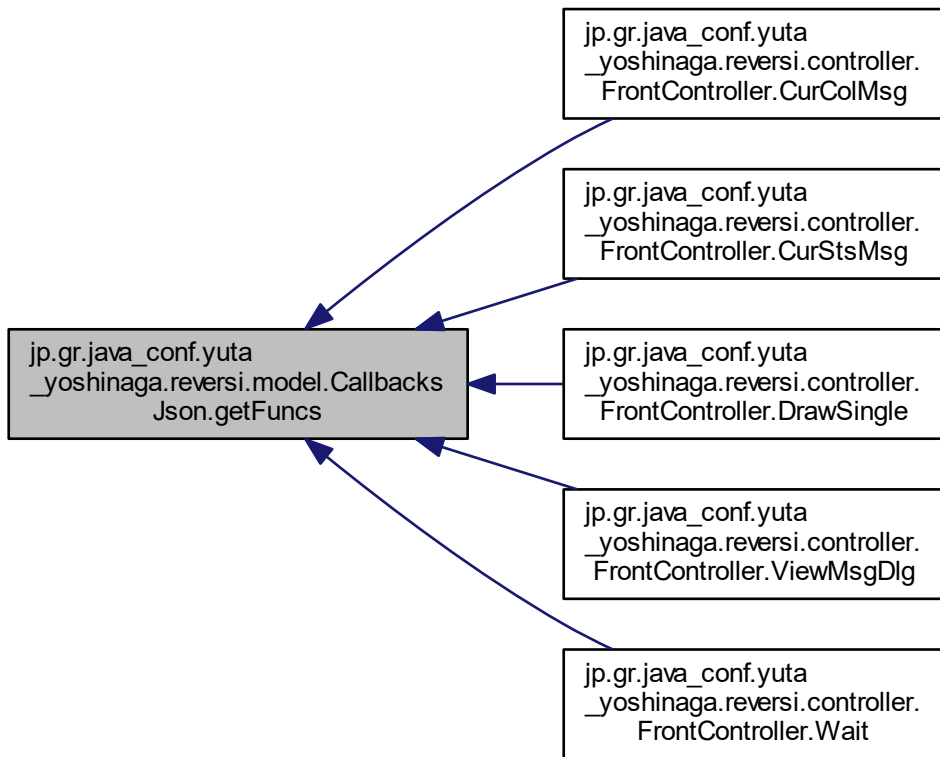 jp.gr.java_conf.yuta
_yoshinaga.reversi.controller.
FrontController.CurColMsg
jp.gr.java_conf.yuta
_yoshinaga.reversi.controller.
FrontController.CurStsMsg
jp.gr.java_conf.yuta
_yoshinaga.reversi.model.Callbacks
Json.getFuncs
jp.gr.java_conf.yuta
_yoshinaga.reversi.controller.
FrontController.DrawSingle
jp.gr.java_conf.yuta
_yoshinaga.reversi.controller.
FrontController.ViewMsgDlg
jp.gr.java_conf.yuta
_yoshinaga.reversi.controller.
FrontController.Wait